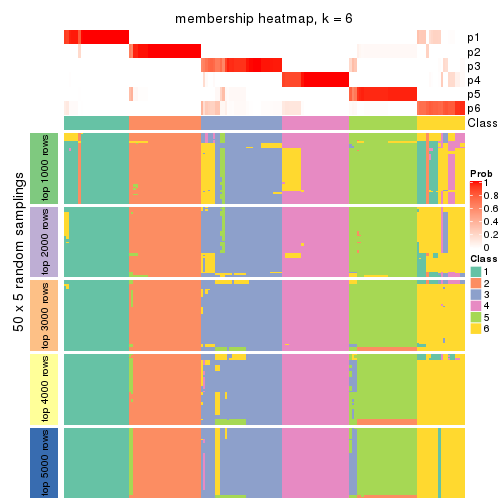 membership heatmap, k = 6
p1
p2
p3
p4
p5
p6
Class
50 x 5 random samplings
top 1000 rows
top 2000 rows
top 3000 rows
top 4000 rows
top 5000 rows
Prob
1
0.8
0.6
0.4
0.2
0
Class
1
2
3
4
5
6